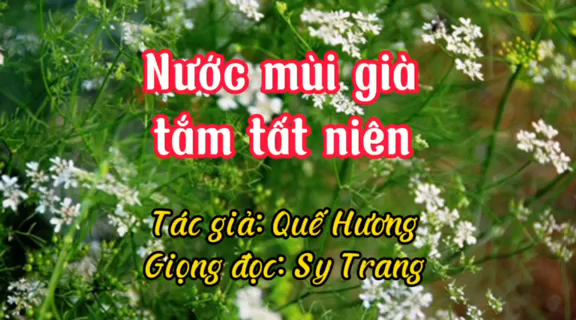 Nước mùi già
tắm tất niên
Tác giả: Quế Hương
Giọng đọc: Sy Trang